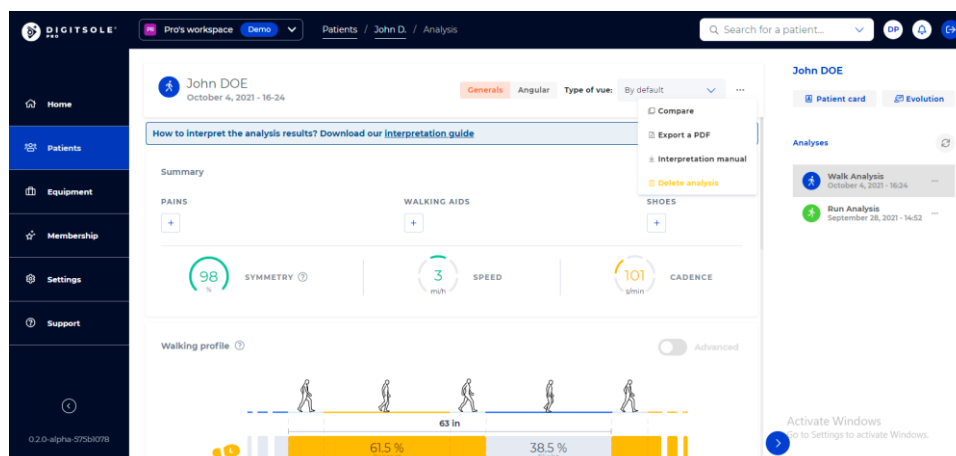 DIGITSOLE
PRO
Pro's workspace Demo
Patients / John D. / Analysis
Search for a patient...
DP
Home
Patients
Equipment
Membership
Settings
Support
0.2.0-alpha-575b1078
John DOE
October 4, 2021 - 16-24
Generals Angular Type of vue: By default ...
Compare
Export a PDF
Interpretation manual
Delete analysis
How to interpret the analysis results? Download our interpretation guide
Summary
PAINS WALKING AIDS SHOES
+ + +
98 % SYMMETRY ?
3 mi/h SPEED
101 s/min CADENCE
Walking profile ? Advanced
63 in
L 61.5 % 38.5 %
John DOE
Patient card Evolution
Analyses
Walk Analysis
October 4, 2021 - 16:24
Run Analysis
September 28, 2021 - 14:52
Activate Windows
Go to Settings to activate Windows.